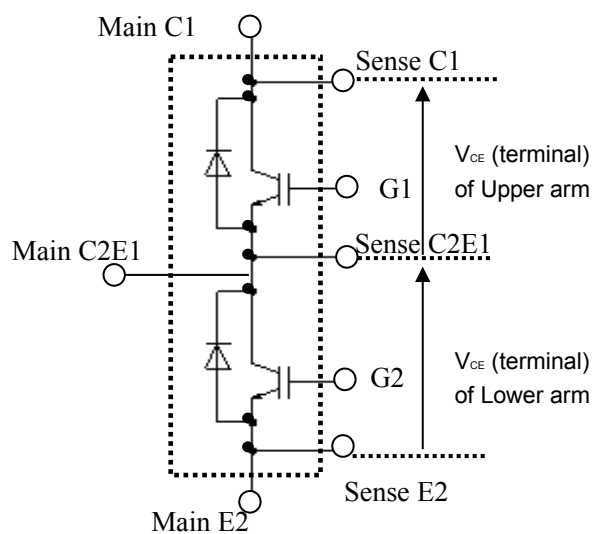 Main C1
Sense C1
VCE (terminal)
of Upper arm
G1
Sense C2E1
Main C2E1
VCE (terminal)
of Lower arm
G2
Sense E2
Main E2